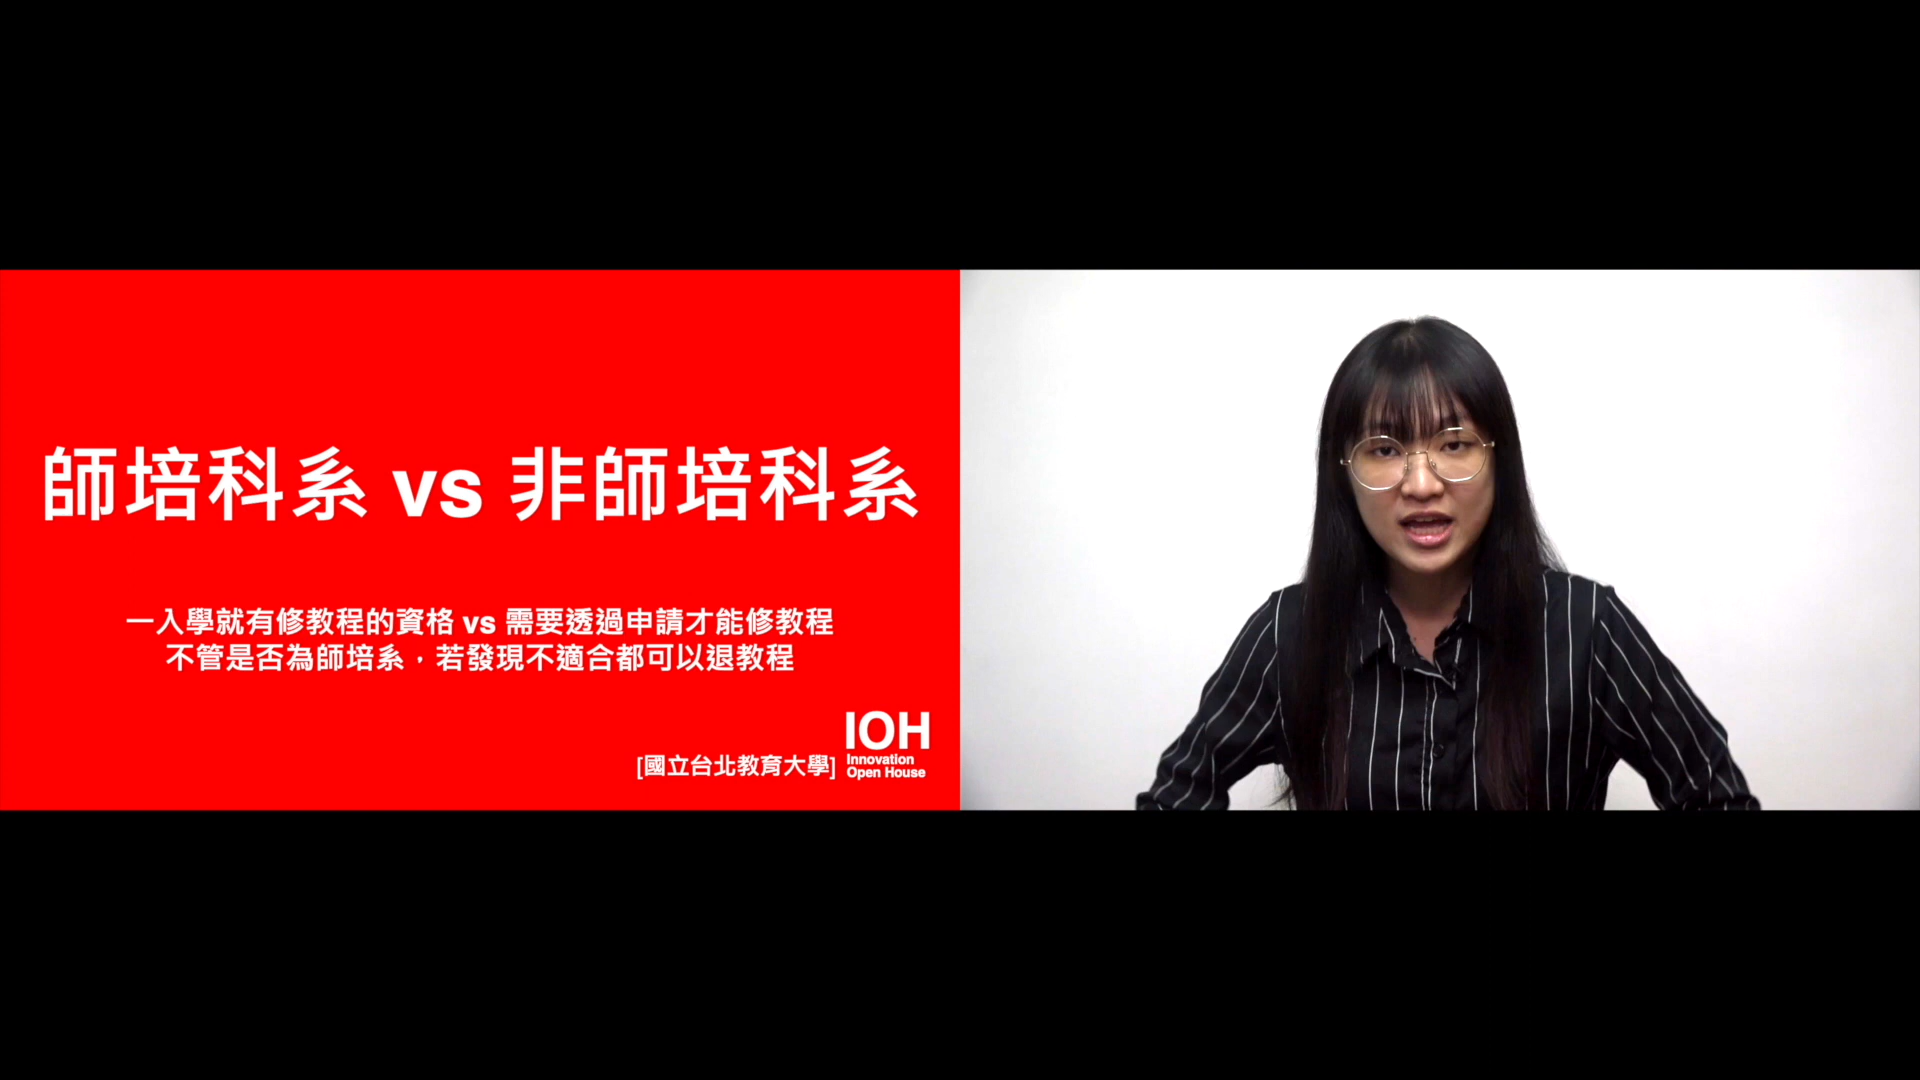 師培科系 vs 非師培科系
一入學就有修教程的資格 vs 需要透過申請才能修教程
不管是否為師培系，若發現不適合都可以退教程
[國立台北教育大學]
IOH
Innovation
Open House